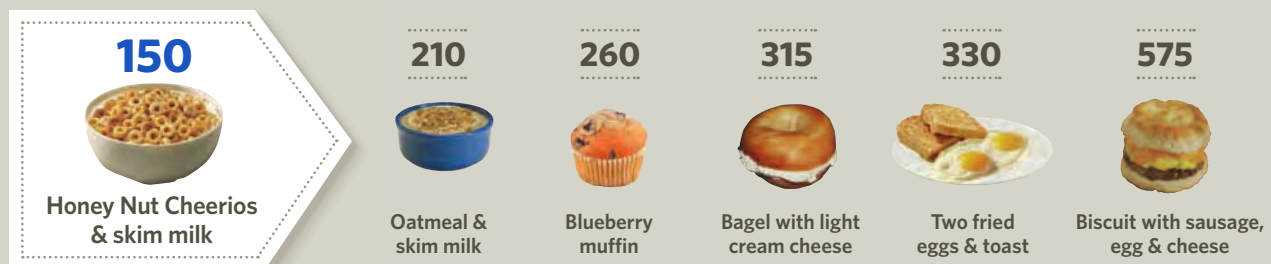 150
Honey Nut Cheerios
& skim milk
210
Oatmeal &
skim milk
260
Blueberry
muffin
315
Bagel with light
cream cheese
330
Two fried
eggs & toast
575
Biscuit with sausage,
egg & cheese